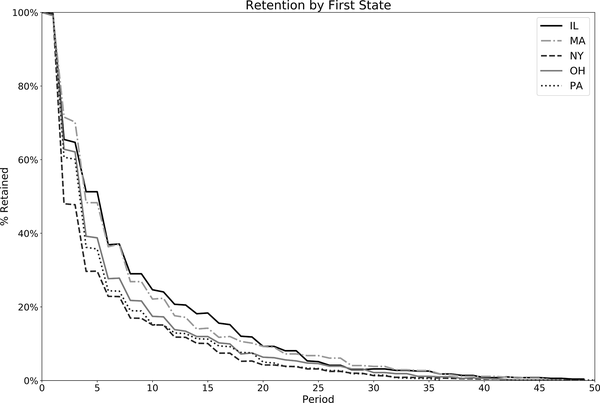 Retention by First State
100%
80%
60%
40%
20%
0%
% Retained
0 5 10 15 20 25 30 35 40 45 50
Period
IL
MA
NY
OH
PA